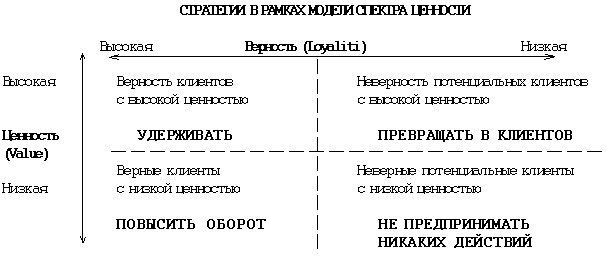 СТРАТЕГИИ В РАМКАХ МОДЕЛИ СПЕКТРА ЦЕННОСТИ
Высокая Верность (Loyaliti) Низкая
Высокая Верность клиентов Неверность потенциальных клиентов
с высокой ценностью с высокой ценностью
Ценность УДЕРЖИВАТЬ ПРЕВРАЩАТЬ В КЛИЕНТОВ
(Value)
Верные клиенты Неверные потенциальные клиенты
Низкая с низкой ценностью с низкой ценностью
ПОВЫСИТЬ ОБОРОТ НЕ ПРЕДПРИНИМАТЬ
НИКАКИХ ДЕЙСТВИЙ